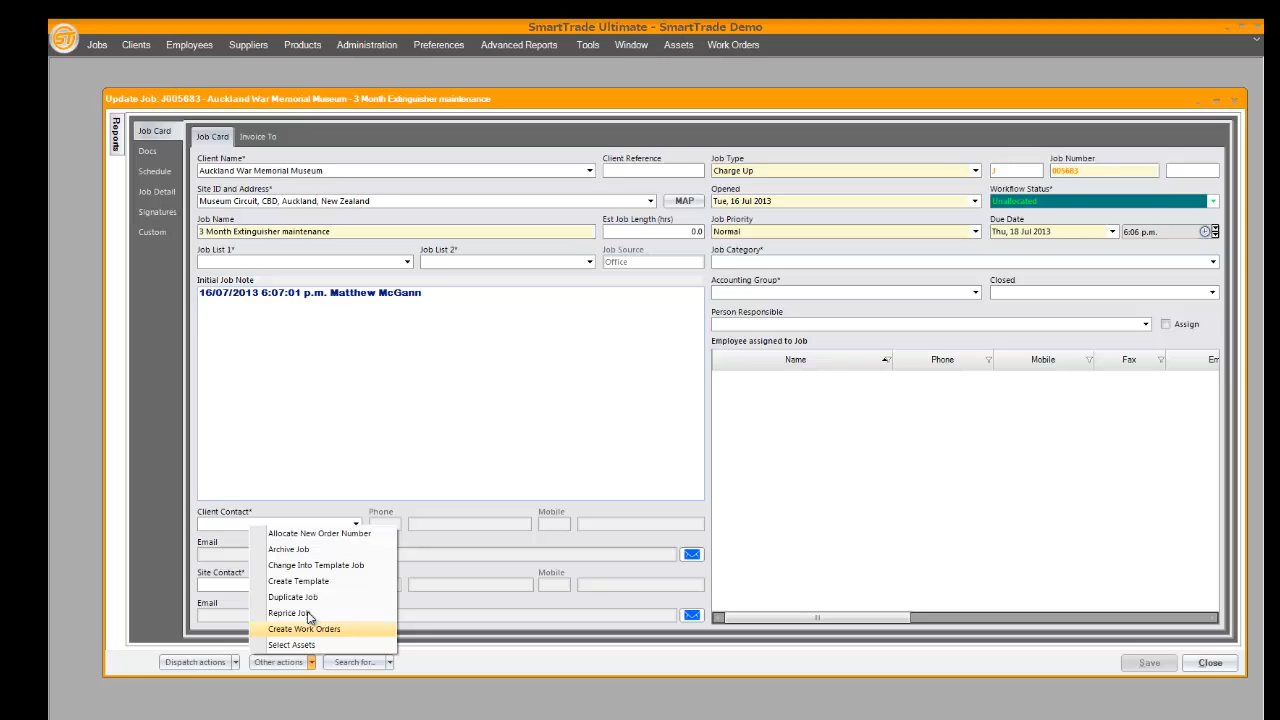 SmartTrade Ultimate - SmartTrade Demo
ST
Jobs Clients Employees Suppliers Products Administration Preferences Advanced Reports Tools Window Assets Work Orders
Update Job: J005683 - Auckland War Memorial Museum - 3 Month Extinguisher maintenance
Reports
Job Card
Docs
Schedule
Job Detail
Signatures
Custom
Job Card Invoice To
Client Name* Client Reference Job Type Job Number
Auckland War Memorial Museum Charge Up J 005683
Site ID and Address* Opened Workflow Status*
Museum Circuit, CBD, Auckland, New Zealand MAP Tue, 16 Jul 2013 Unallocated
Job Name Est Job Length (hrs) Job Priority Due Date
3 Month Extinguisher maintenance 0.0 Normal Thu, 18 Jul 2013 6:06 p.m.
Job List 1* Job List 2* Job Source Job Category*
Office
Initial Job Note Accounting Group* Closed
16/07/2013 6:07:01 p.m. Matthew McGann
Person Responsible
Assign
Employee assigned to Job
Name Phone Mobile Fax Em
Client Contact* Phone Mobile
Email
Site Contact* Mobile
Email
Allocate New Order Number
Archive Job
Change Into Template Job
Create Template
Duplicate Job
Reprice Job
Create Work Orders
Select Assets
Dispatch actions Other actions Search for... Save Close